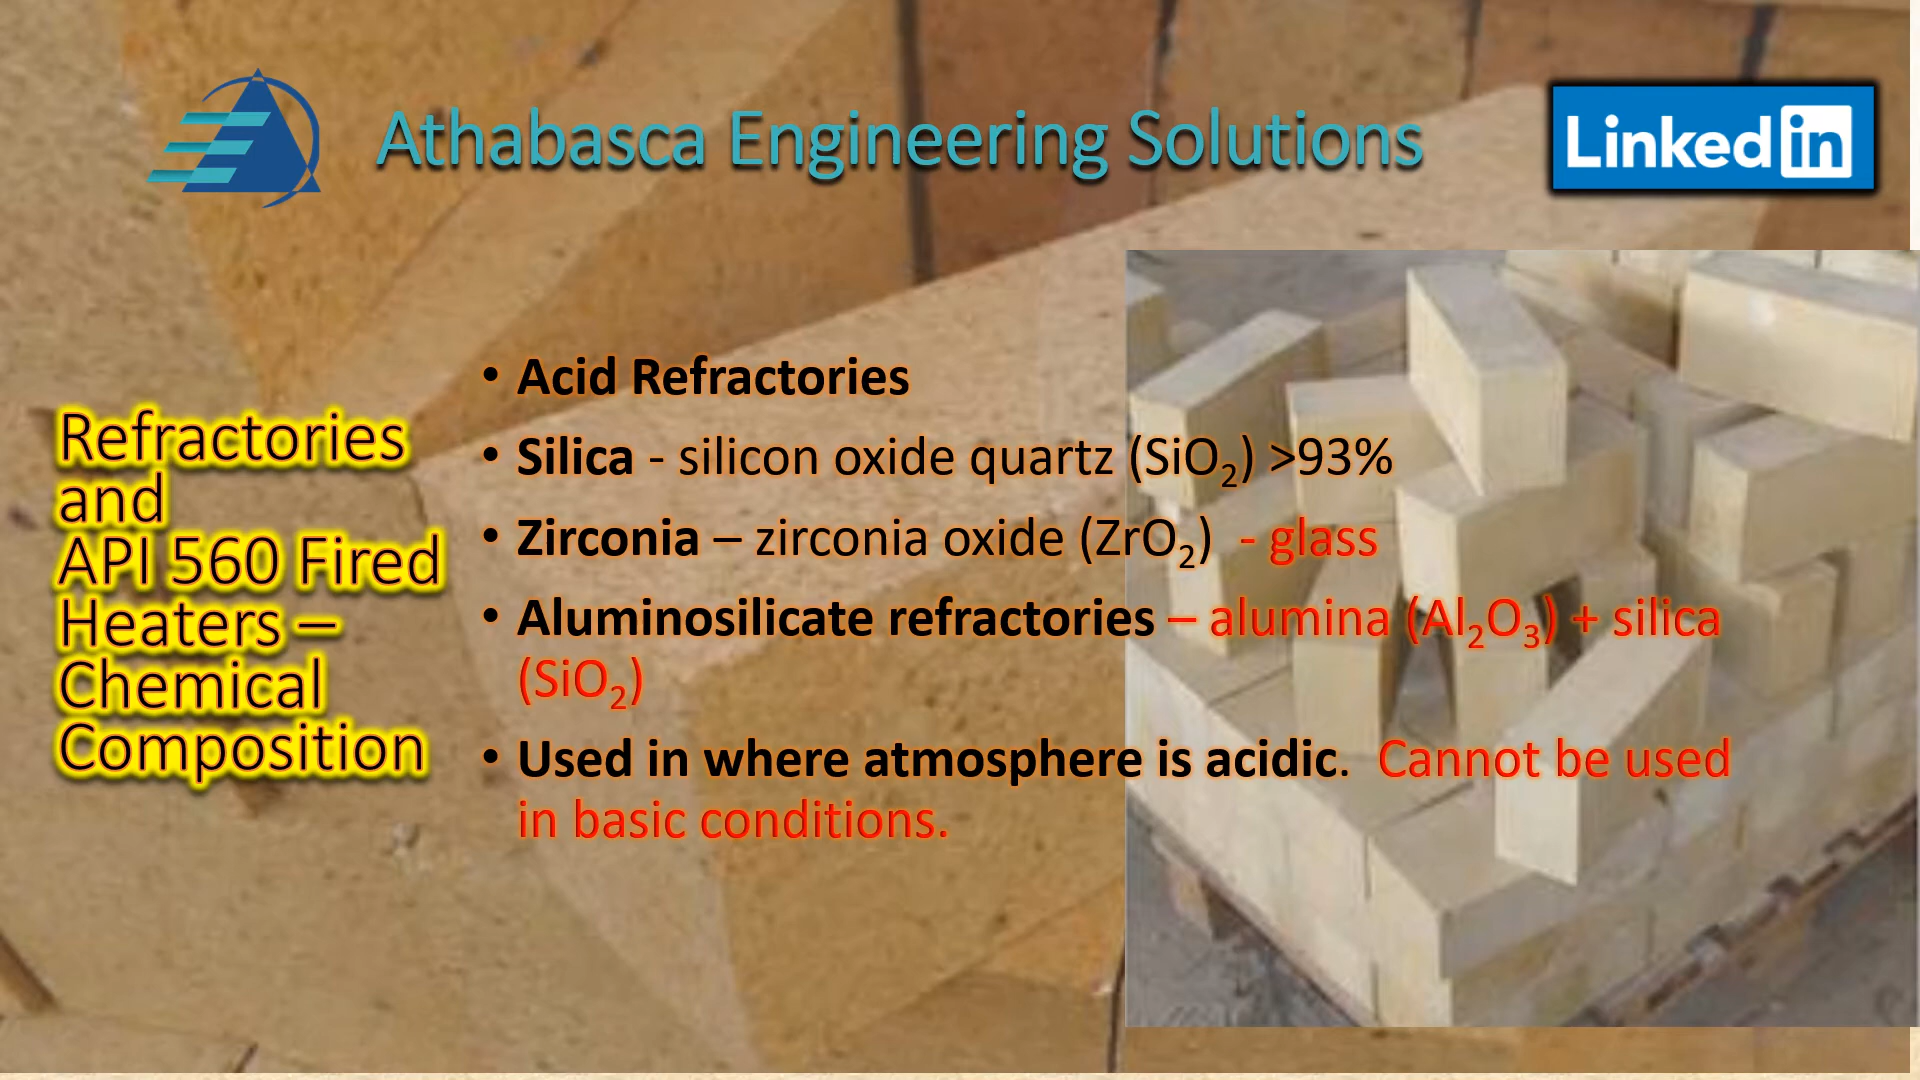 Athabasca Engineering Solutions
Linked in
Refractories
and
API 560 Fired
Heaters –
Chemical
Composition
• Acid Refractories
• Silica - silicon oxide quartz (SiO₂) >93%
• Zirconia – zirconia oxide (ZrO₂) - glass
• Aluminosilicate refractories – alumina (Al₂O₃) + silica
(SiO₂)
• Used in where atmosphere is acidic. Cannot be used
in basic conditions.